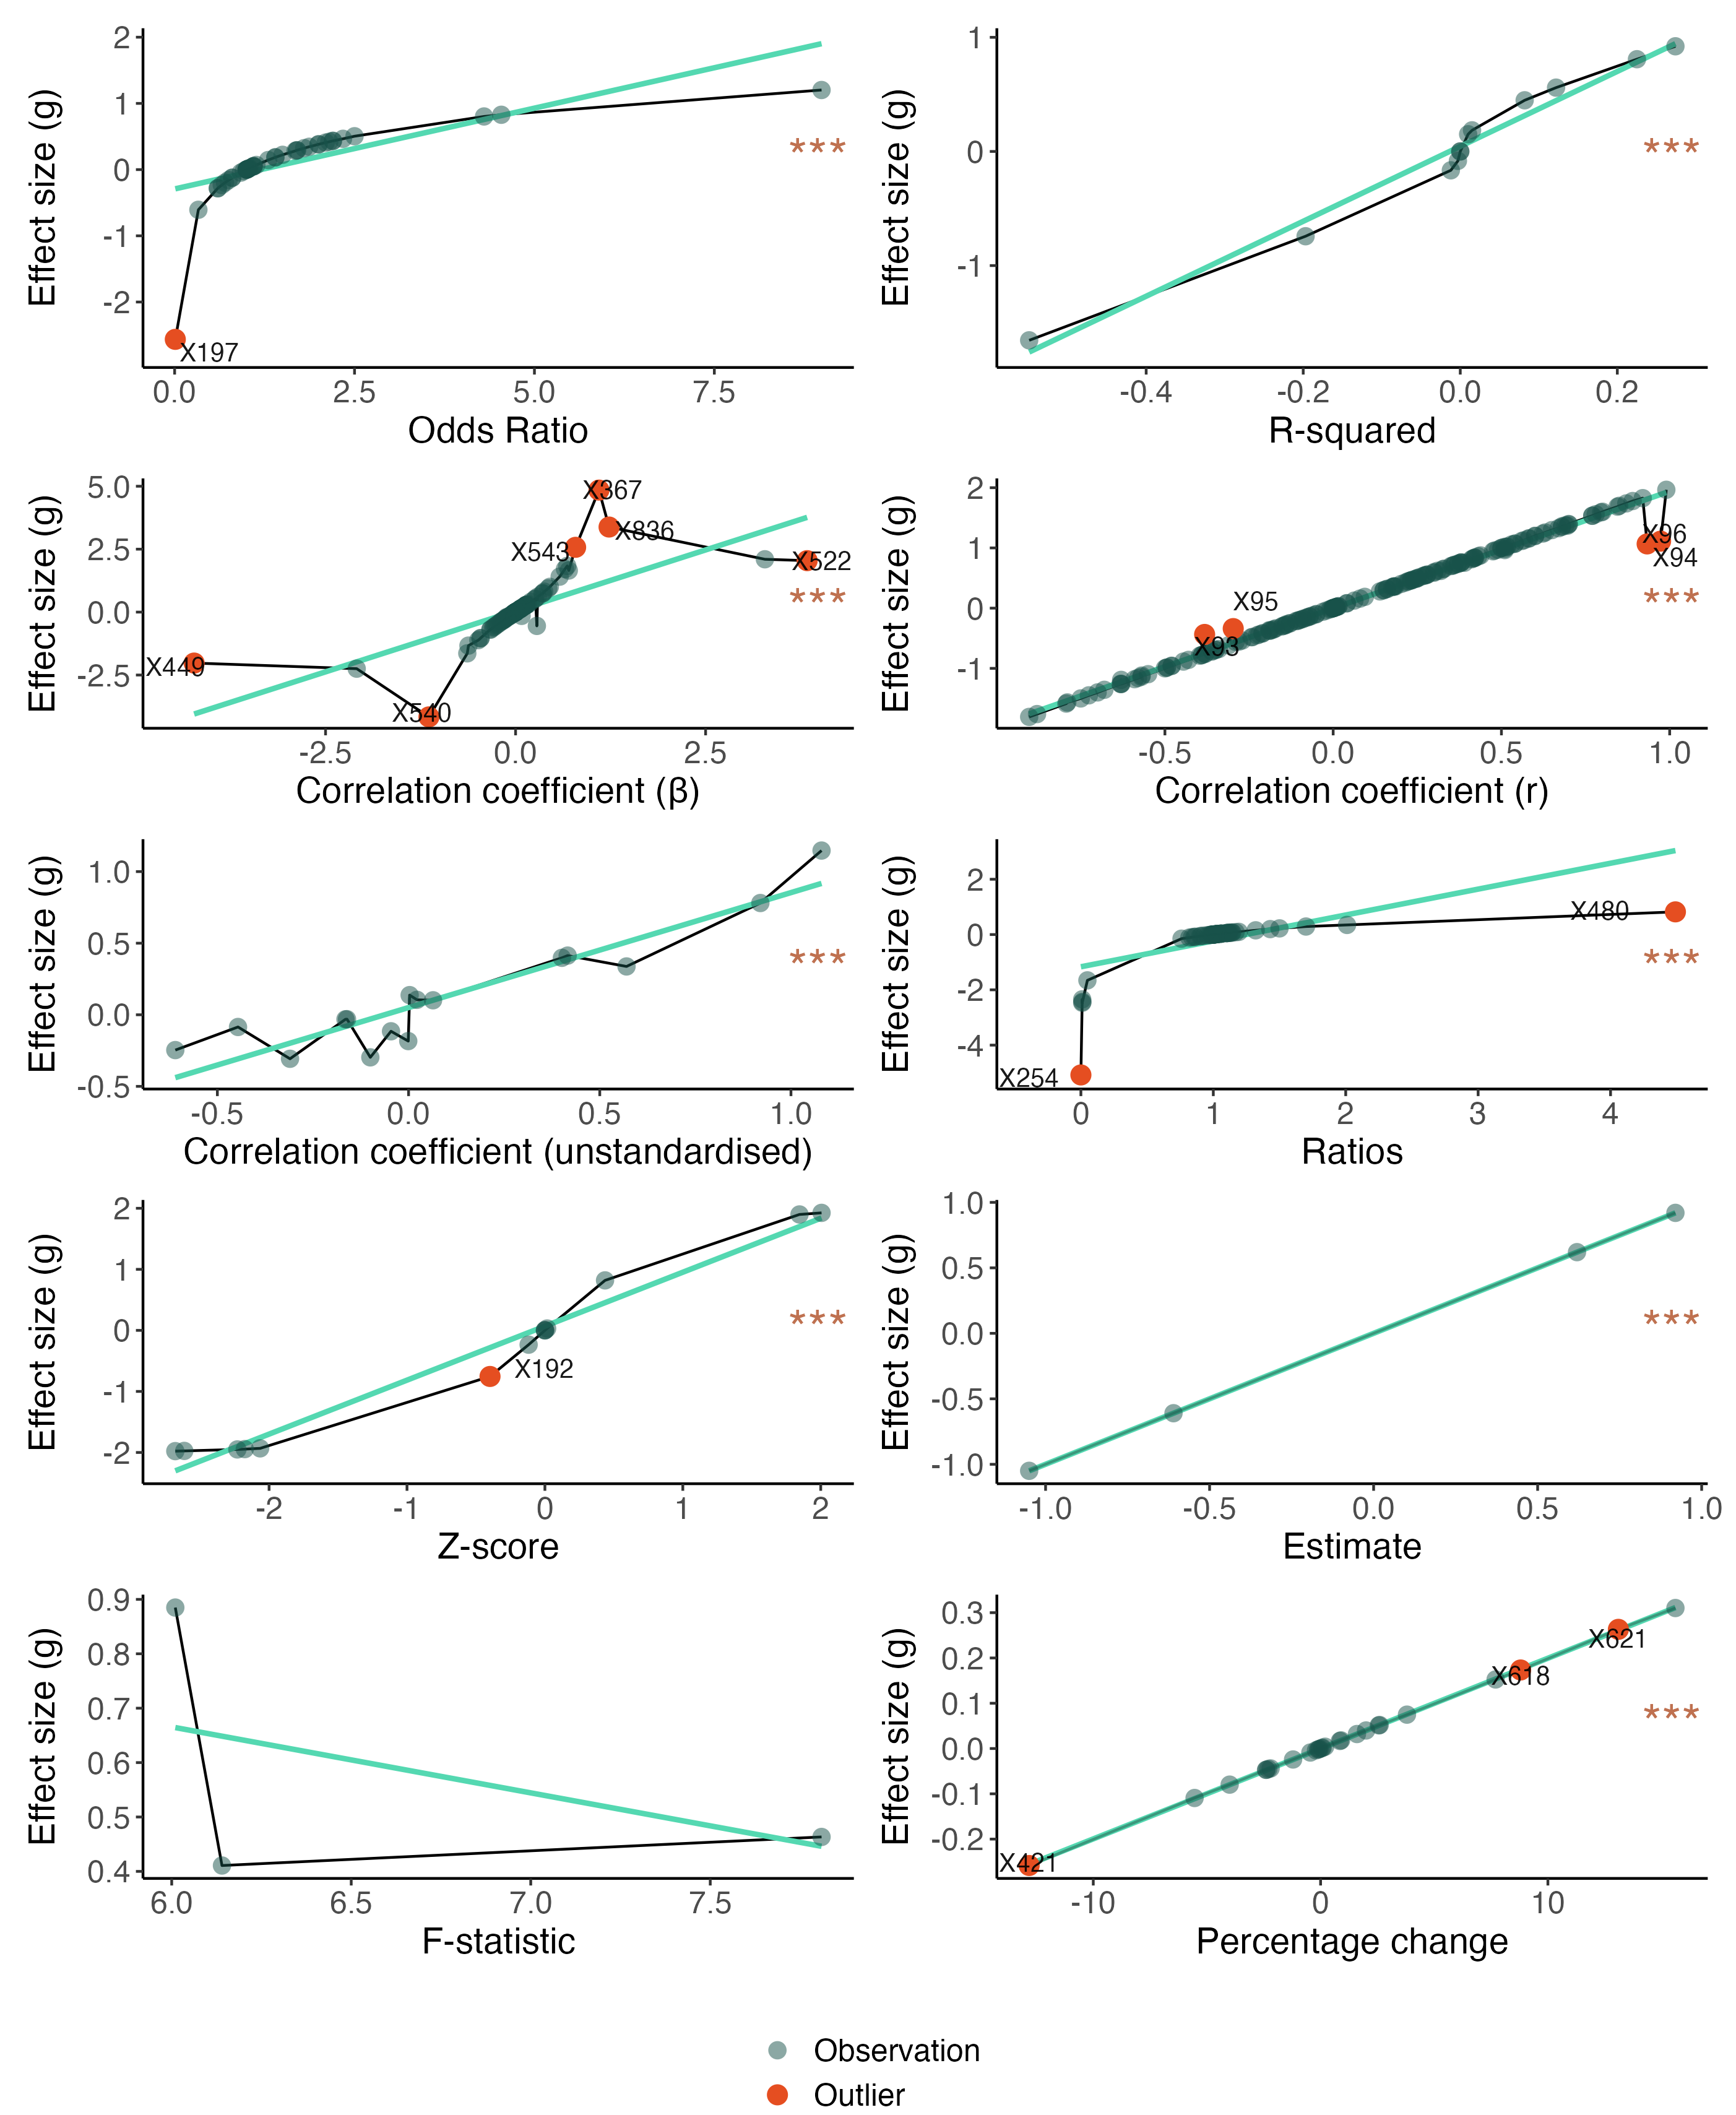 2
1
0
-1
-2
Effect size (g)
X197
***
0.0 2.5 5.0 7.5
Odds Ratio
1
0
-1
Effect size (g)
***
-0.4 -0.2 0.0 0.2
R-squared
5.0
2.5
0.0
-2.5
Effect size (g)
X367
X836
X543
X522
***
X449
X540
-2.5 0.0 2.5
Correlation coefficient (β)
2
1
0
-1
Effect size (g)
X96
X94
X95
***
X93
-0.5 0.0 0.5 1.0
Correlation coefficient (r)
1.0
0.5
0.0
-0.5
Effect size (g)
***
-0.5 0.0 0.5 1.0
Correlation coefficient (unstandardised)
2
0
-2
-4
Effect size (g)
X480
***
X254
0 1 2 3 4
Ratios
2
1
0
-1
-2
Effect size (g)
***
X192
-2 -1 0 1 2
Z-score
1.0
0.5
0.0
-0.5
-1.0
Effect size (g)
***
-1.0 -0.5 0.0 0.5 1.0
Estimate
0.9
0.8
0.7
0.6
0.5
0.4
Effect size (g)
6.0 6.5 7.0 7.5
F-statistic
0.3
0.2
0.1
0.0
-0.1
-0.2
Effect size (g)
X621
X618
***
X421
-10 0 10
Percentage change
Observation
Outlier